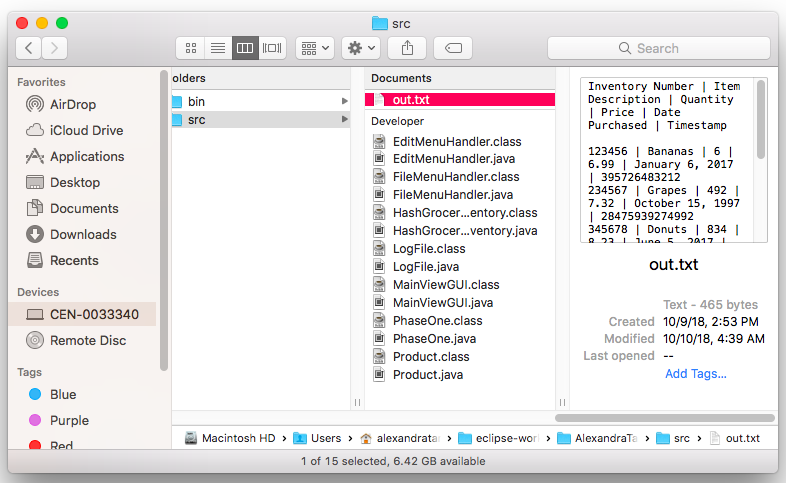 src
Search
Favorites
AirDrop
iCloud Drive
Applications
Desktop
Documents
Downloads
Recents
Devices
CEN-0033340
Remote Disc
Tags
Blue
Purple
Red
olders
bin
src
Documents
out.txt
Developer
EditMenuHandler.class
EditMenuHandler.java
FileMenuHandler.class
FileMenuHandler.java
HashGrocer...entory.class
HashGrocer...ventory.java
LogFile.class
LogFile.java
MainViewGUI.class
MainViewGUI.java
PhaseOne.class
PhaseOne.java
Product.class
Product.java
Inventory Number | Item
Description | Quantity
| Price | Date
Purchased | Timestamp
123456 | Bananas | 6 |
6.99 | January 6, 2017
| 395726483212
234567 | Grapes | 492 |
7.32 | October 15, 1997
| 28475939274992
345678 | Donuts | 834 |
8.23 | June 5, 2017 |
out.txt
Text - 465 bytes
Created 10/9/18, 2:53 PM
Modified 10/10/18, 4:39 AM
Last opened --
Add Tags...
Macintosh HD Users alexandrata eclipse-wor AlexandraTa src out.txt
1 of 15 selected, 6.42 GB available